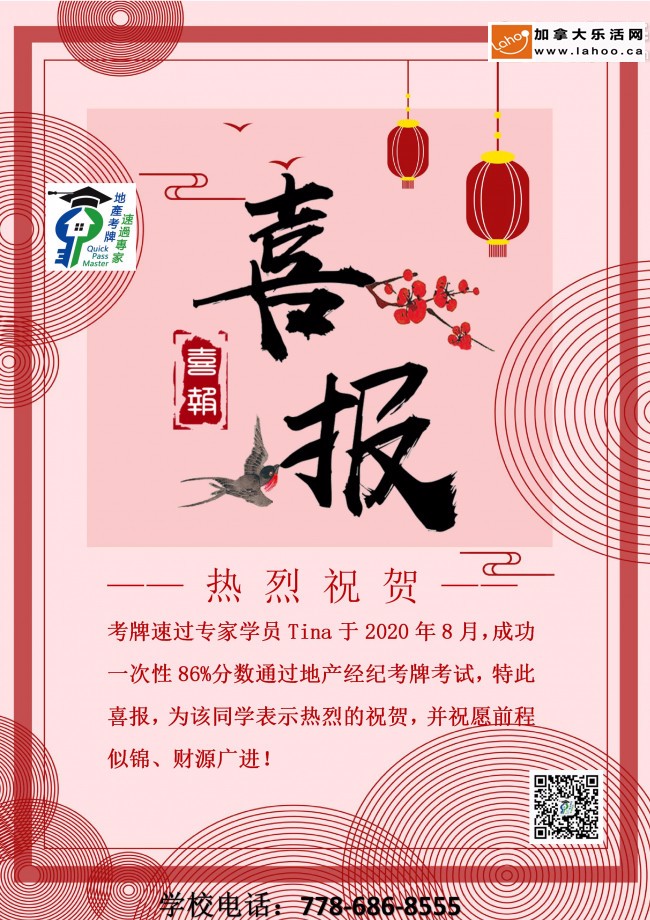 加拿大乐活网
Lahoo
www.lahoo.ca
地產考牌
速過專家
Quick
Pass
Master
喜
喜報
报
—— 热烈祝贺 ——
考牌速过专家学员 Tina 于 2020 年 8 月,成功
一次性 86%分数通过地产经纪考牌考试，特此
喜报，为该同学表示热烈的祝贺，并祝愿前程
似锦、财源广进！
学校电话：778-686-8555